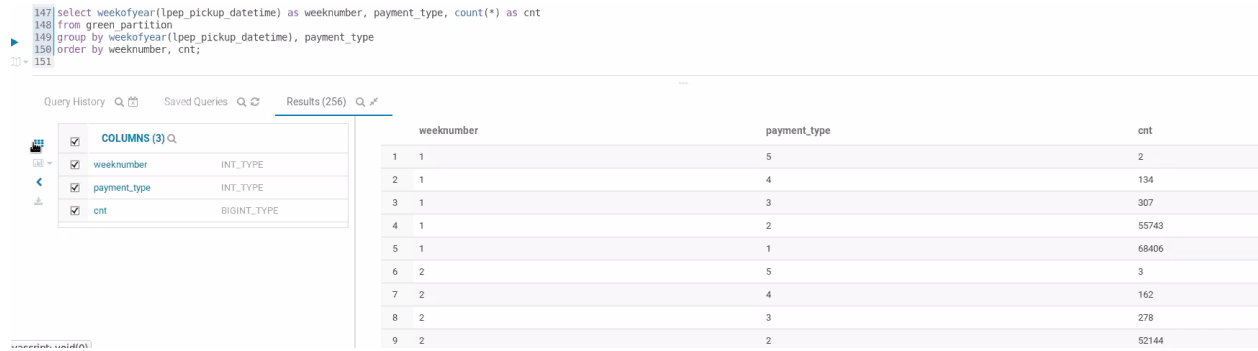 147 select weekofyear(lpep_pickup_datetime) as weeknumber, payment_type, count(*) as cnt
148 from green_partition
149 group by weekofyear(lpep_pickup_datetime), payment_type
150 order by weeknumber, cnt;
151
Query History Saved Queries Results (256)
COLUMNS (3)
weeknumber INT_TYPE
payment_type INT_TYPE
cnt BIGINT_TYPE
weeknumber payment_type cnt
1 1 5 2
2 1 4 134
3 1 3 307
4 1 2 55743
5 1 1 68406
6 2 5 3
7 2 4 162
8 2 3 278
9 2 2 52144